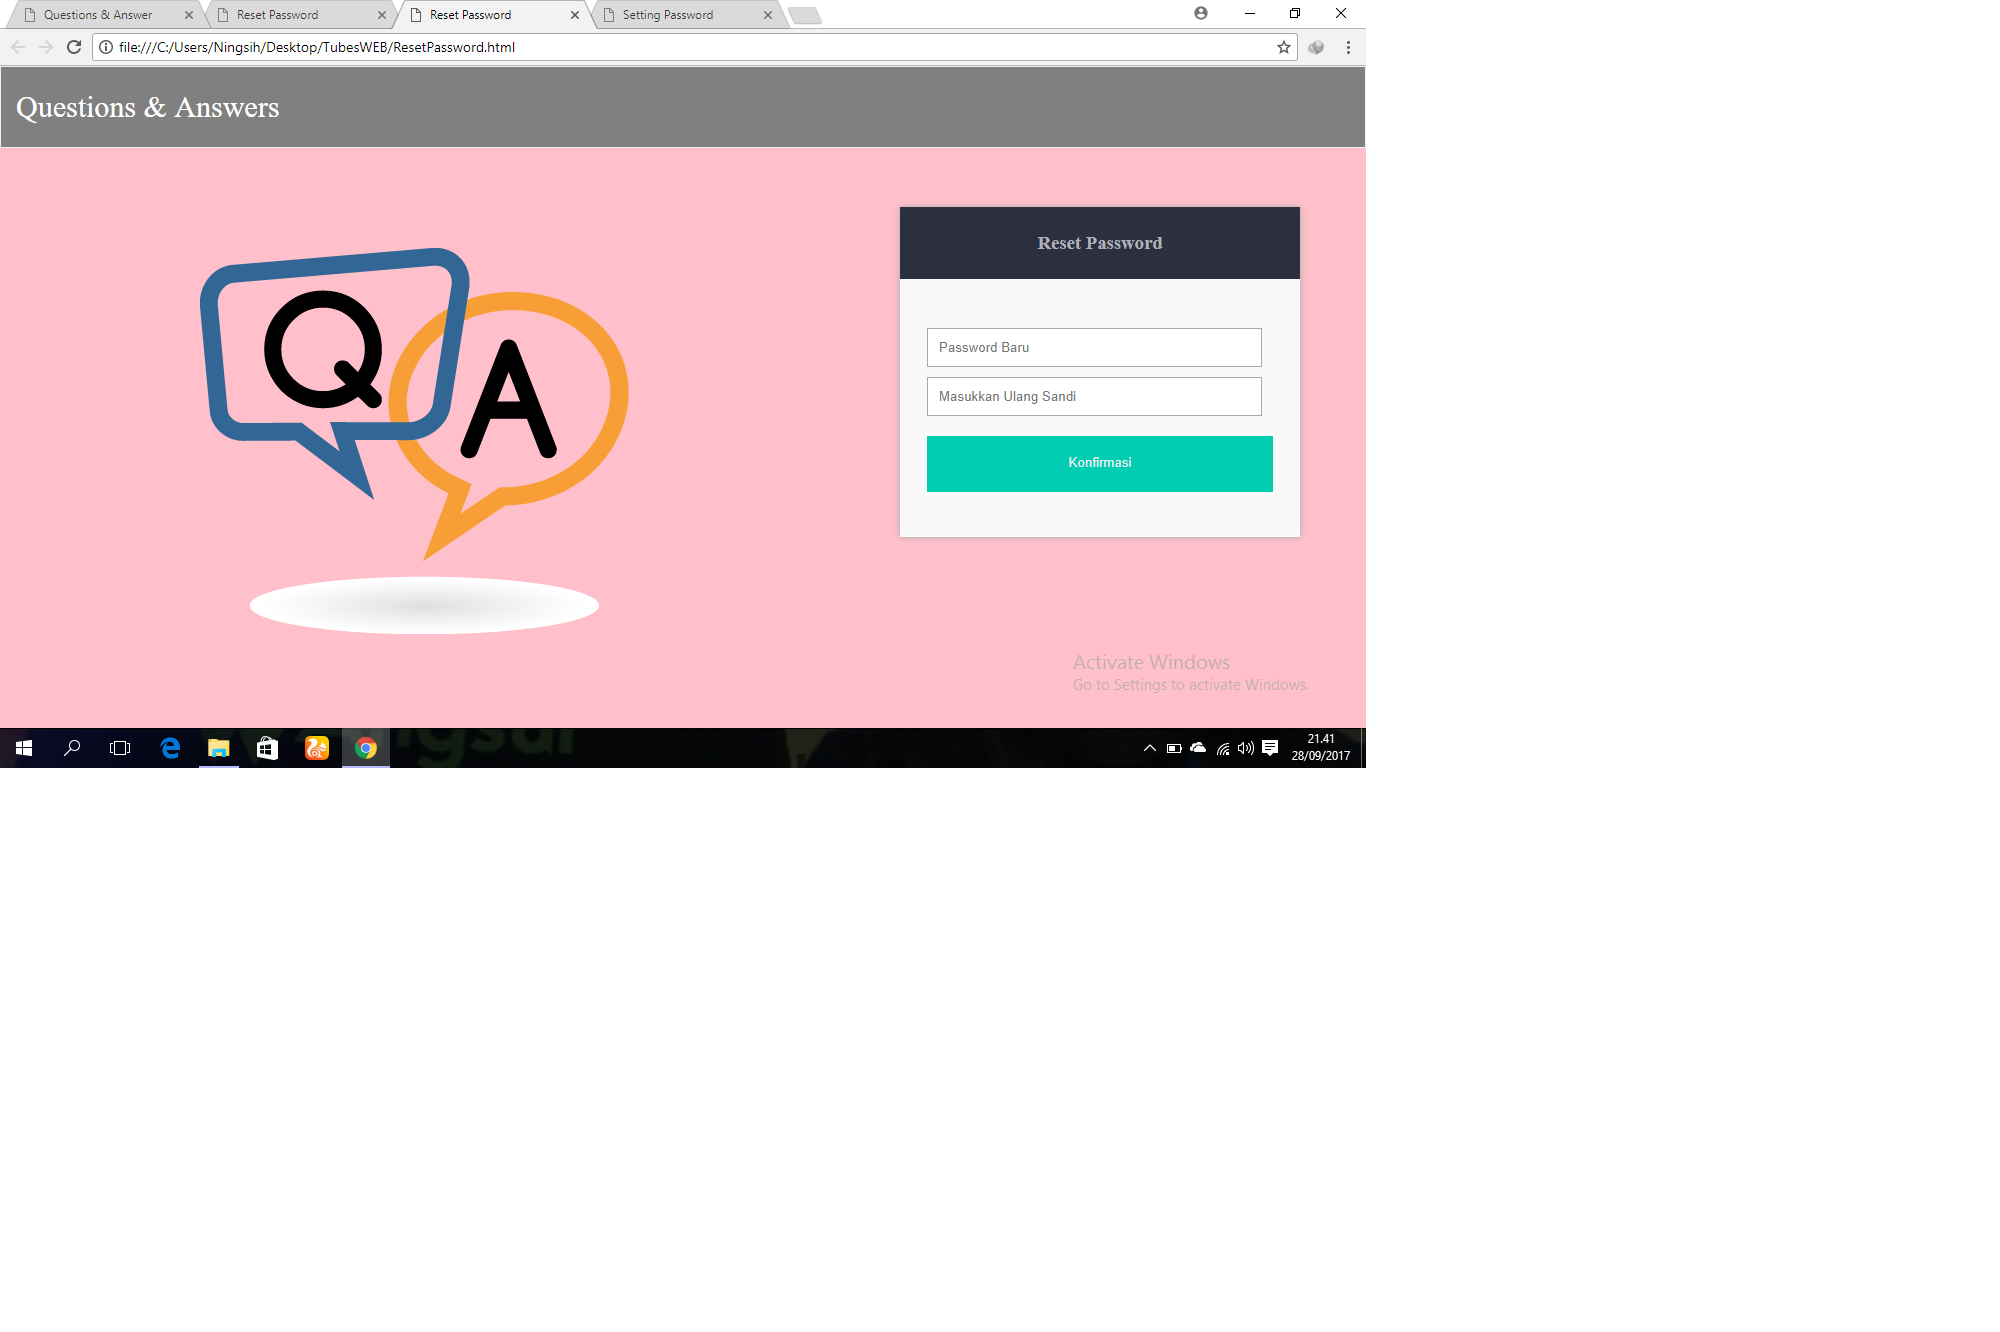 Questions & Answer
Reset Password
Reset Password
Setting Password
file:///C:/Users/Ningsih/Desktop/TubesWEB/ResetPassword.html
Questions & Answers
Q
A
Reset Password
Password Baru
Masukkan Ulang Sandi
Konfirmasi
Activate Windows
Go to Settings to activate Windows.
21.41
28/09/2017